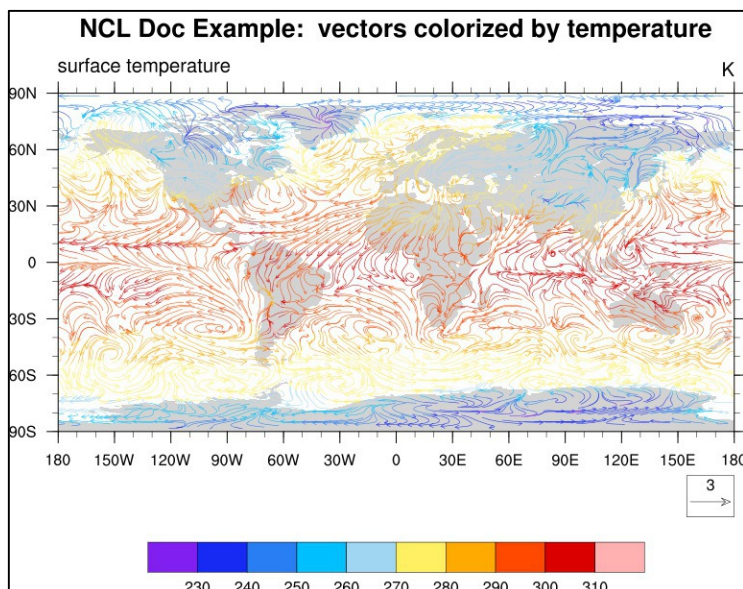 NCL Doc Example: vectors colorized by temperature
surface temperature K
90N
60N
30N
0
30S
60S
90S
180 150W 120W 90W 60W 30W 0 30E 60E 90E 120E 150E 180
3
230 240 250 260 270 280 290 300 310